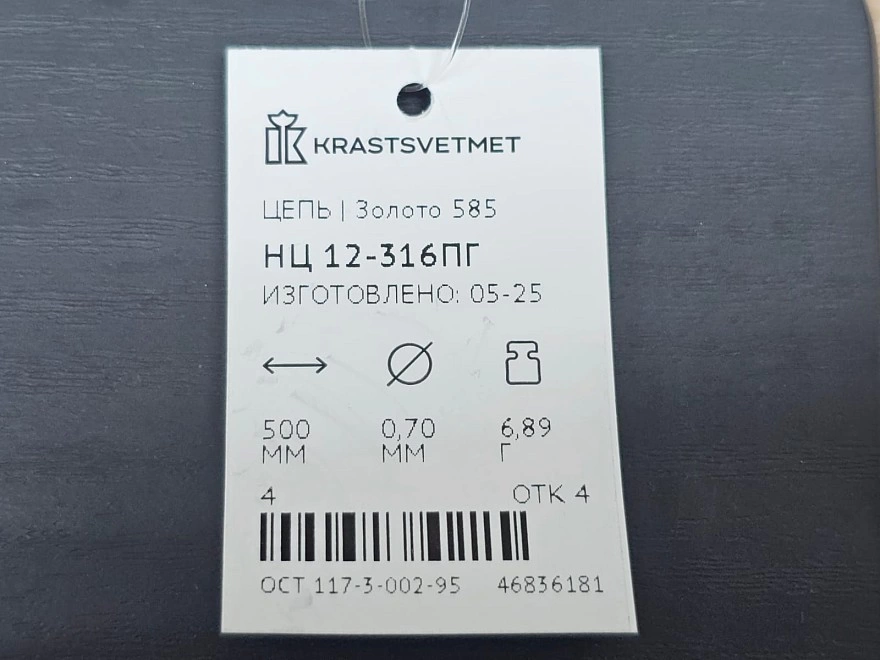 KRASTSVETMET
ЦЕПЬ | Золото 585
НЦ 12-316ПГ
ИЗГОТОВЛЕНО: 05-25
500 0,70 6,89
ММ ММ Г
4 ОТК 4
ОСТ 117-3-002-95 46836181